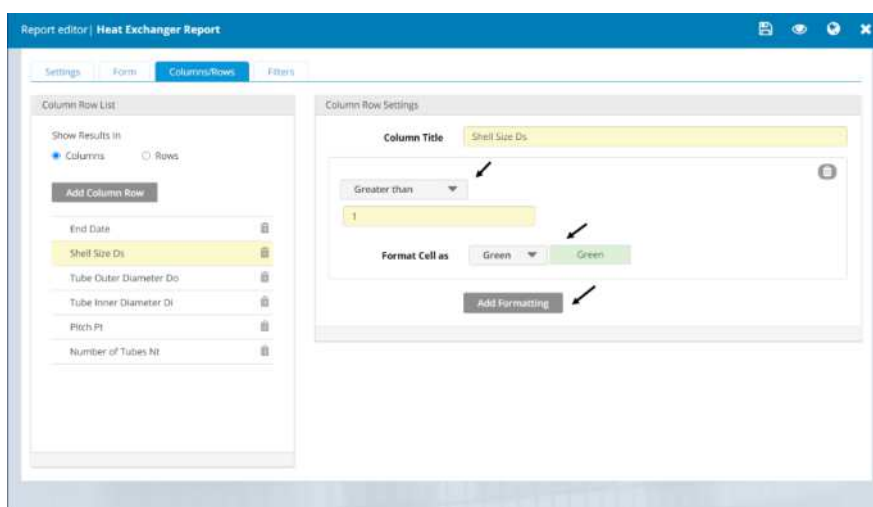 Report editor| Heat Exchanger Report
Settings Form Columns/Rows Filters
Column Row List
Show Results in
Columns Rows
Add Column Row
End Date
Shell Size Ds
Tube Outer Diameter Do
Tube Inner Diameter Di
Pitch Pt
Number of Tubes Nt
Column Row Settings
Column Title Shell Size Ds
Greater than
1
Format Cell as Green Green
Add Formatting